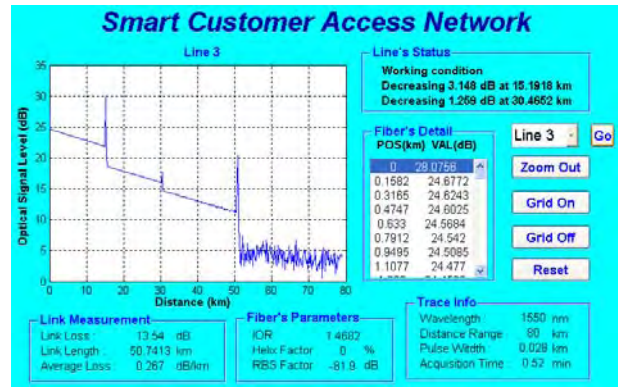 Smart Customer Access Network
Line 3
Optical Signal Level (dB)
35
30
25
20
15
10
5
0
0 10 20 30 40 50 60 70 80
Distance (km)
Line's Status
Working condition
Decreasing 3.148 dB at 15.1918 km
Decreasing 1.259 dB at 30.4652 km
Fiber's Detail
POS(km) VAL(dB)
0 28.0756
0.1582 24.6772
0.3165 24.6243
0.4747 24.6025
0.633 24.5684
0.7912 24.542
0.9495 24.5085
1.1077 24.477
Line 3
Go
Zoom Out
Grid On
Grid Off
Reset
Link Measurement
Link Loss : 13.54 dB
Link Length : 50.7413 km
Average Loss : 0.267 dB/km
Fiber's Parameters
IOR 1.4682
Helix Factor 0 %
RBS Factor -81.9 dB
Trace Info
Wavelength : 1550 nm
Distance Range : 80 km
Pulse Witdth : 0.028 km
Acquisition Time : 0.52 min